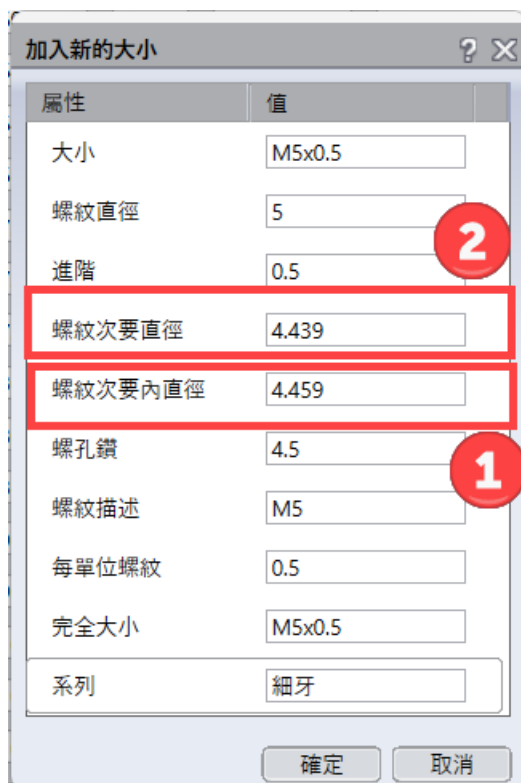 加入新的大小 ? X
屬性 值
大小 M5x0.5
螺紋直徑 5
2
進階 0.5
螺紋次要直徑 4.439
螺紋次要內直徑 4.459
螺孔鑽 4.5
1
螺紋描述 M5
每單位螺紋 0.5
完全大小 M5x0.5
系列 細牙
確定 取消